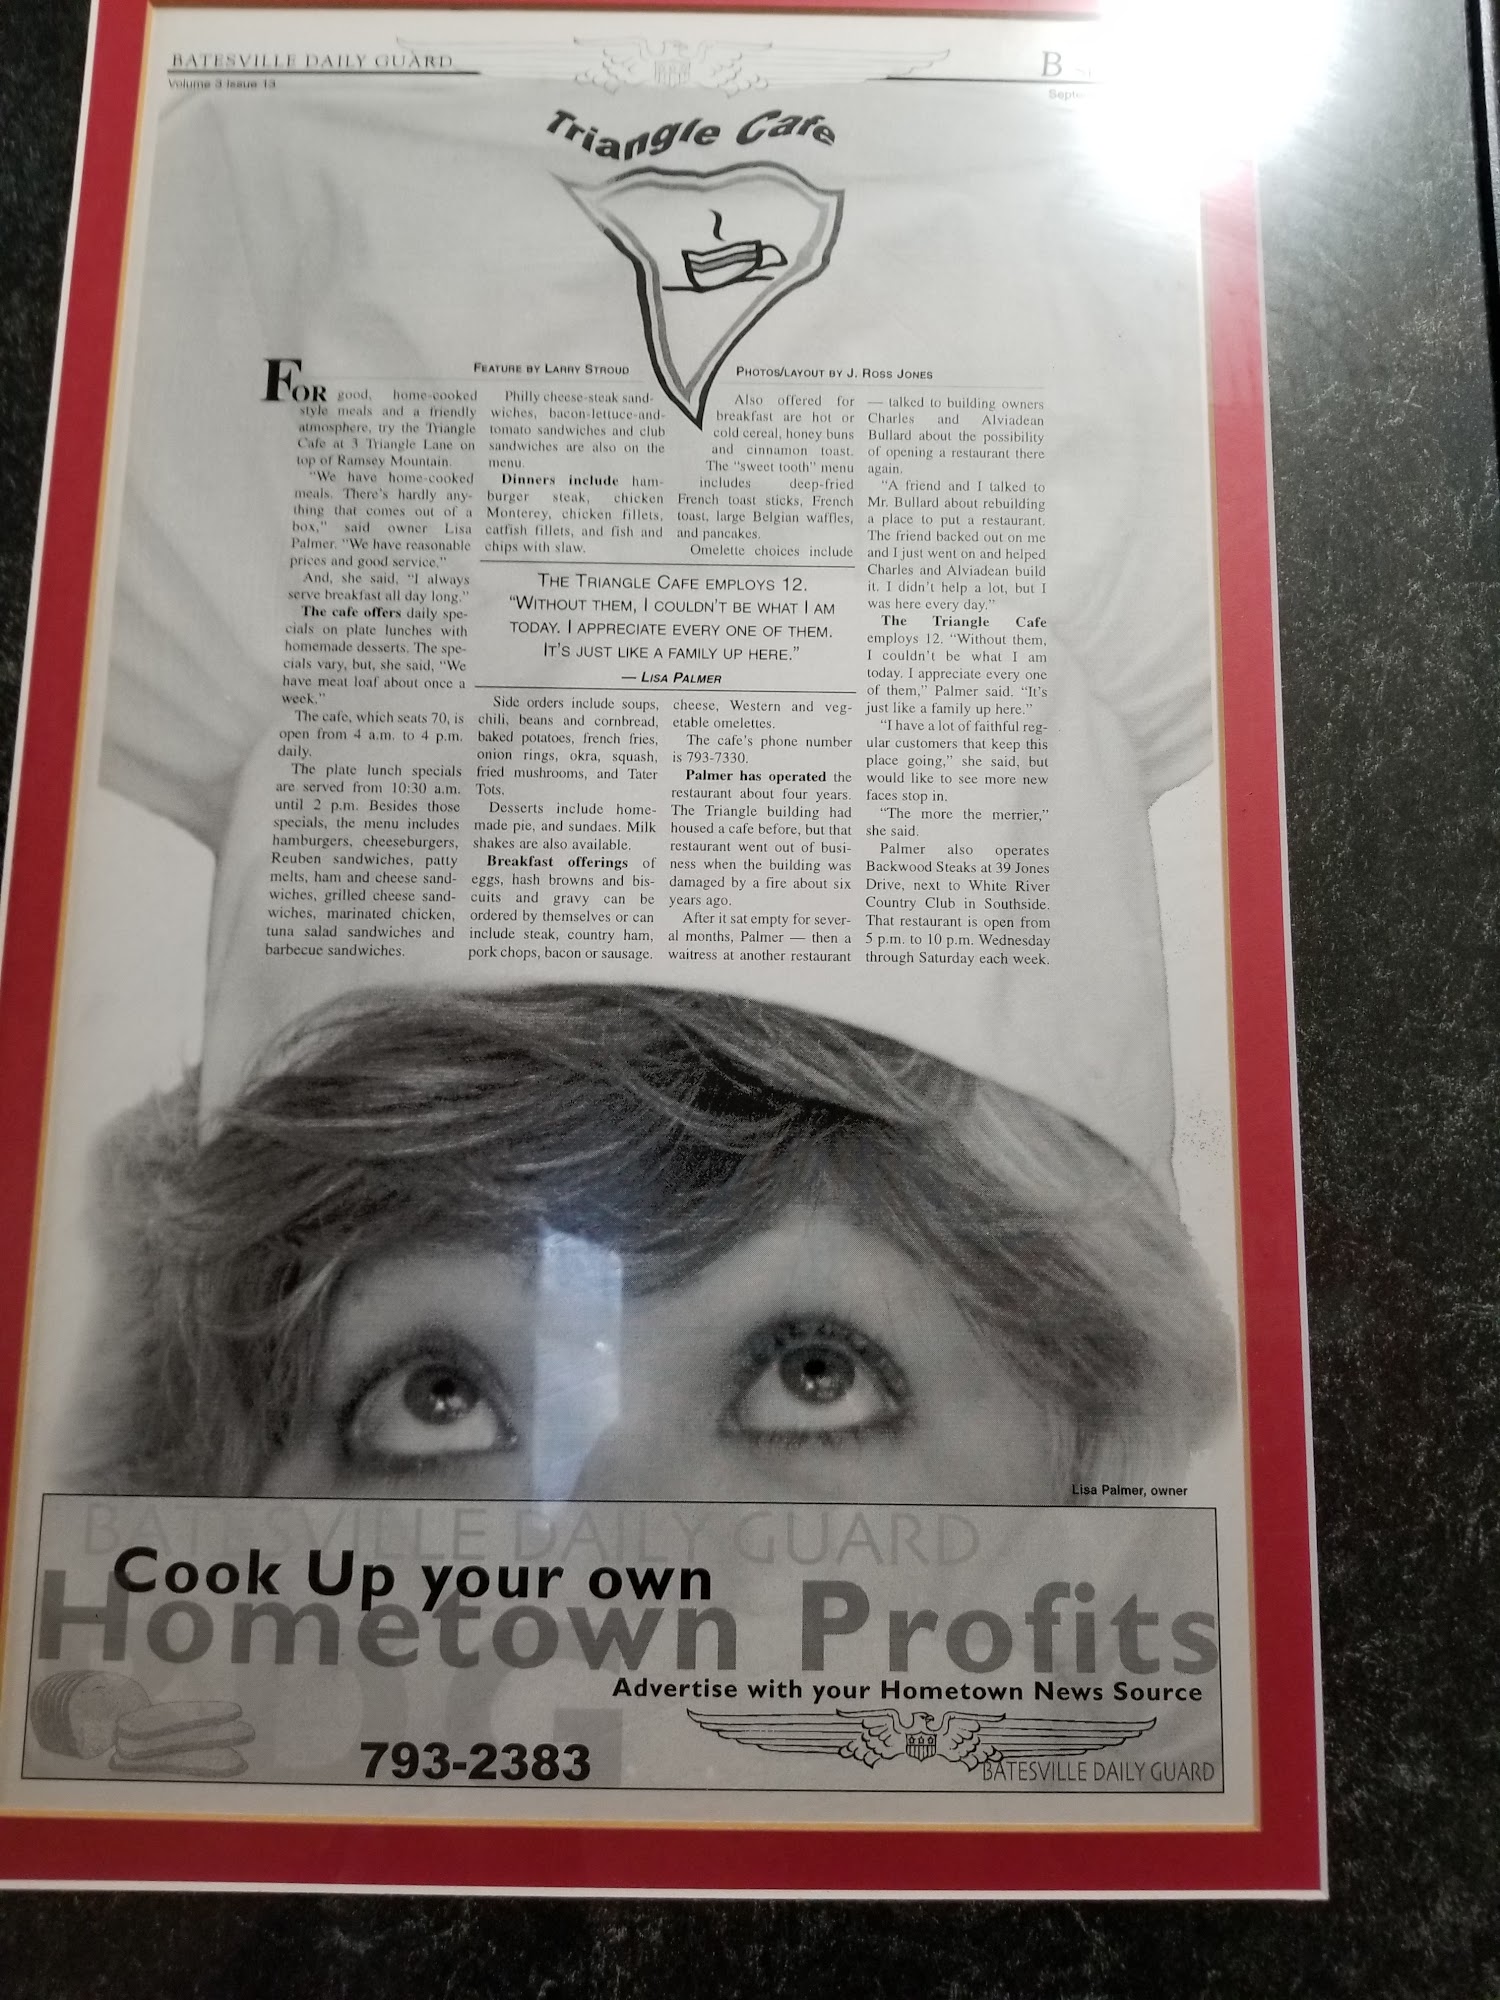 BATESVILLE DAILY GUARD
Volume 3 Issue 13
B
Triangle Cafe
FEATURE BY LARRY STROUD
PHOTOS/LAYOUT BY J. ROSS JONES
FOR good, home-cooked
style meals and a friendly
atmosphere, try the Triangle
Cafe at 3 Triangle Lane on
top of Ramsey Mountain.
"We have home-cooked
meals. There's hardly any-
thing that comes out of a
box," said owner Lisa
Palmer. "We have reasonable
prices and good service."
And, she said, "I always
serve breakfast all day long."
The cafe offers daily spe-
cials on plate lunches with
homemade desserts. The spe-
cials vary, but, she said, "We
have meat loaf about once a
week."
The cafe, which seats 70, is
open from 4 a.m. to 4 p.m.
daily.
The plate lunch specials
are served from 10:30 a.m.
until 2 p.m. Besides those
specials, the menu includes
hamburgers, cheeseburgers,
Reuben sandwiches, patty
melts, ham and cheese sand-
wiches, grilled cheese sand-
wiches, marinated chicken,
tuna salad sandwiches and
barbecue sandwiches.
Philly cheese-steak sand-
wiches, bacon-lettuce-and-
tomato sandwiches and club
sandwiches are also on the
menu.
Dinners include ham-
burger steak, chicken
Monterey, chicken fillets,
catfish fillets, and fish and
chips with slaw.
THE TRIANGLE CAFE EMPLOYS 12.
"WITHOUT THEM, I COULDN'T BE WHAT I AM
TODAY. I APPRECIATE EVERY ONE OF THEM.
IT'S JUST LIKE A FAMILY UP HERE."
— LISA PALMER
Side orders include soups,
chili, beans and cornbread,
baked potatoes, french fries,
onion rings, okra, squash,
fried mushrooms, and Tater
Tots.
Desserts include home-
made pie, and sundaes. Milk
shakes are also available.
Breakfast offerings of
eggs, hash browns and bis-
cuits and gravy can be
ordered by themselves or can
include steak, country ham,
pork chops, bacon or sausage.
Also offered for
breakfast are hot or
cold cereal, honey buns
and cinnamon toast.
The "sweet tooth" menu
includes deep-fried
French toast sticks, French
toast, large Belgian waffles,
and pancakes.
Omelette choices include
cheese, Western and veg-
etable omelettes.
The cafe's phone number
is 793-7330.
Palmer has operated the
restaurant about four years.
The Triangle building had
housed a cafe before, but that
restaurant went out of busi-
ness when the building was
damaged by a fire about six
years ago.
After it sat empty for sever-
al months, Palmer — then a
waitress at another restaurant
— talked to building owners
Charles and Alviadean
Bullard about the possibility
of opening a restaurant there
again.
"A friend and I talked to
Mr. Bullard about rebuilding
a place to put a restaurant.
The friend backed out on me
and I just went on and helped
Charles and Alviadean build
it. I didn't help a lot, but I
was here every day."
The Triangle Cafe
employs 12. "Without them,
I couldn't be what I am
today. I appreciate every one
of them," Palmer said. "It's
just like a family up here."
"I have a lot of faithful reg-
ular customers that keep this
place going," she said, but
would like to see more new
faces stop in.
"The more the merrier,"
she said.
Palmer also operates
Backwood Steaks at 39 Jones
Drive, next to White River
Country Club in Southside.
That restaurant is open from
5 p.m. to 10 p.m. Wednesday
through Saturday each week.
Lisa Palmer, owner
BATESVILLE DAILY GUARD
Cook Up your own
Hometown Profits
Advertise with your Hometown News Source
793-2383
BATESVILLE DAILY GUARD